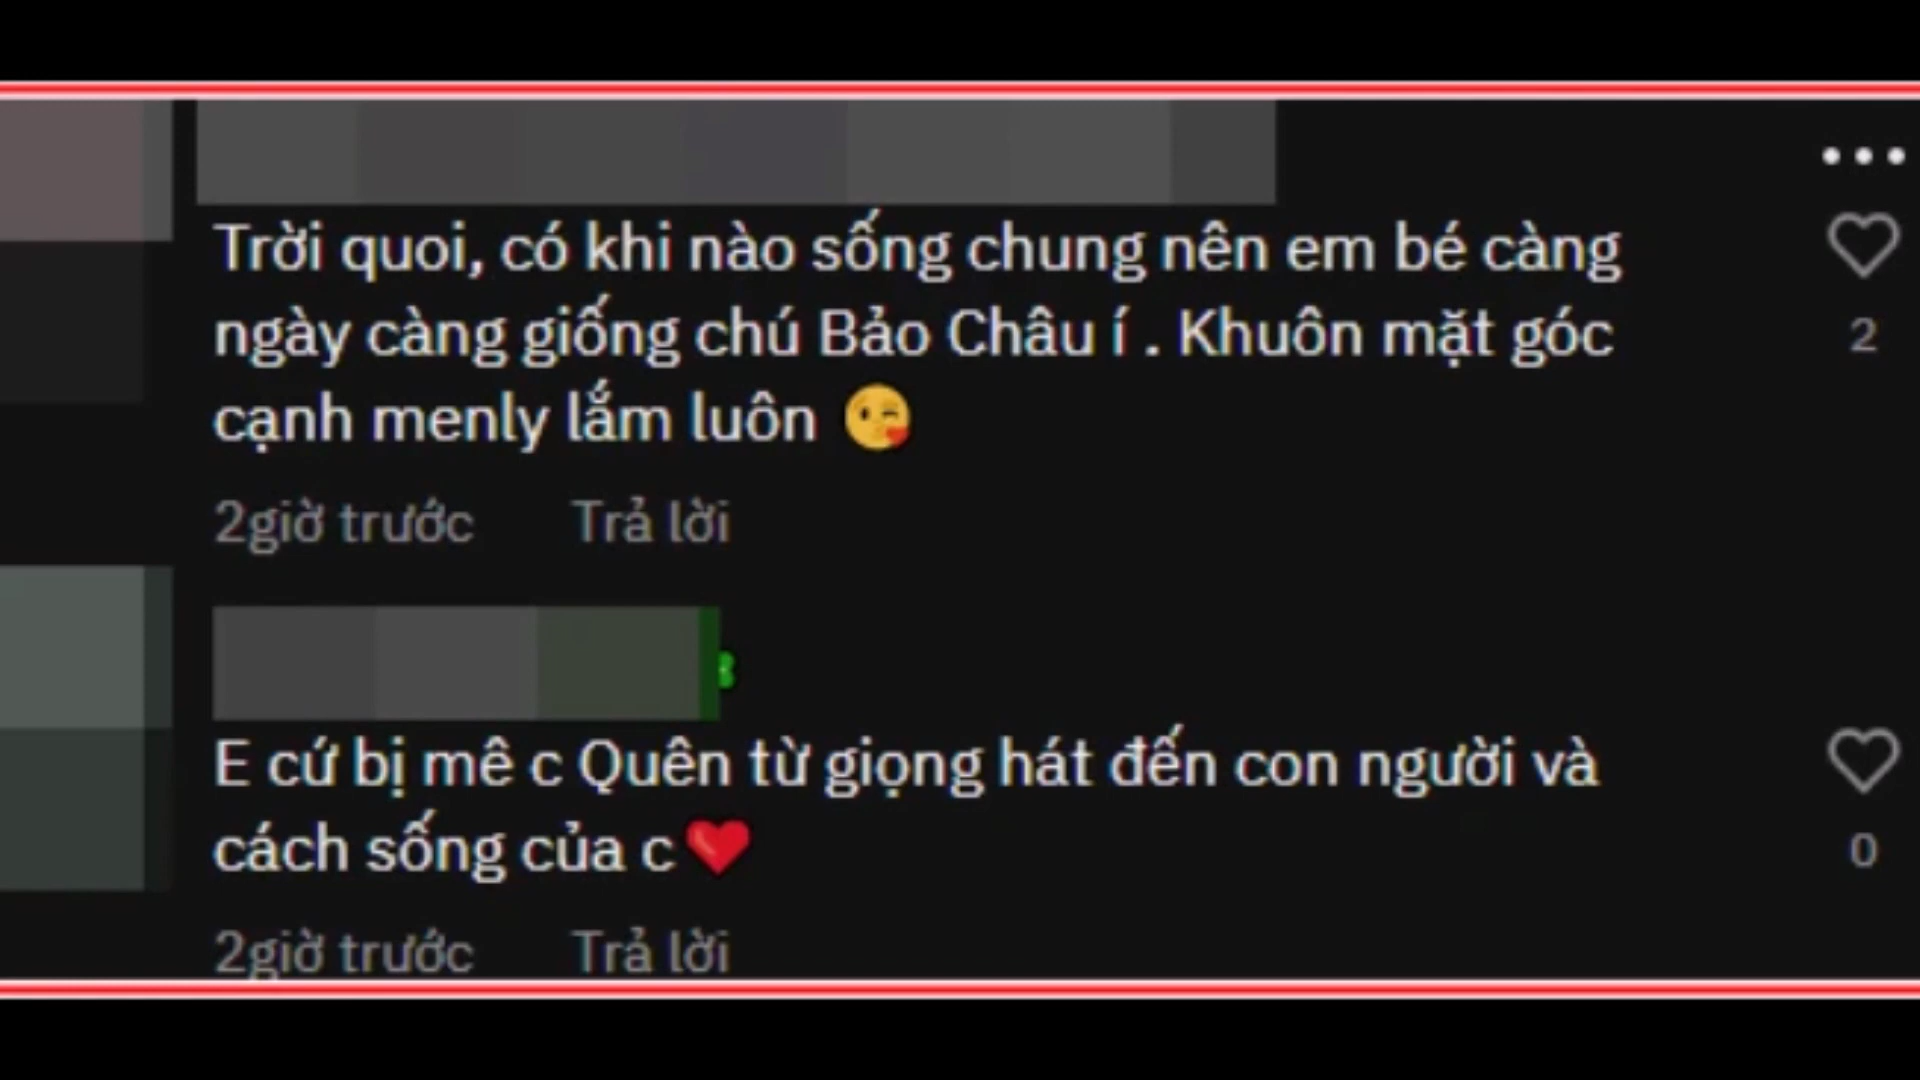 Trời quoi, có khi nào sống chung nên em bé càng
ngày càng giống chú Bảo Châu í . Khuôn mặt góc
cạnh menly lắm luôn 😘
2
2giờ trước Trả lời
E cứ bị mê c Quên từ giọng hát đến con người và
cách sống của c❤️
0
2giờ trước Trả lời